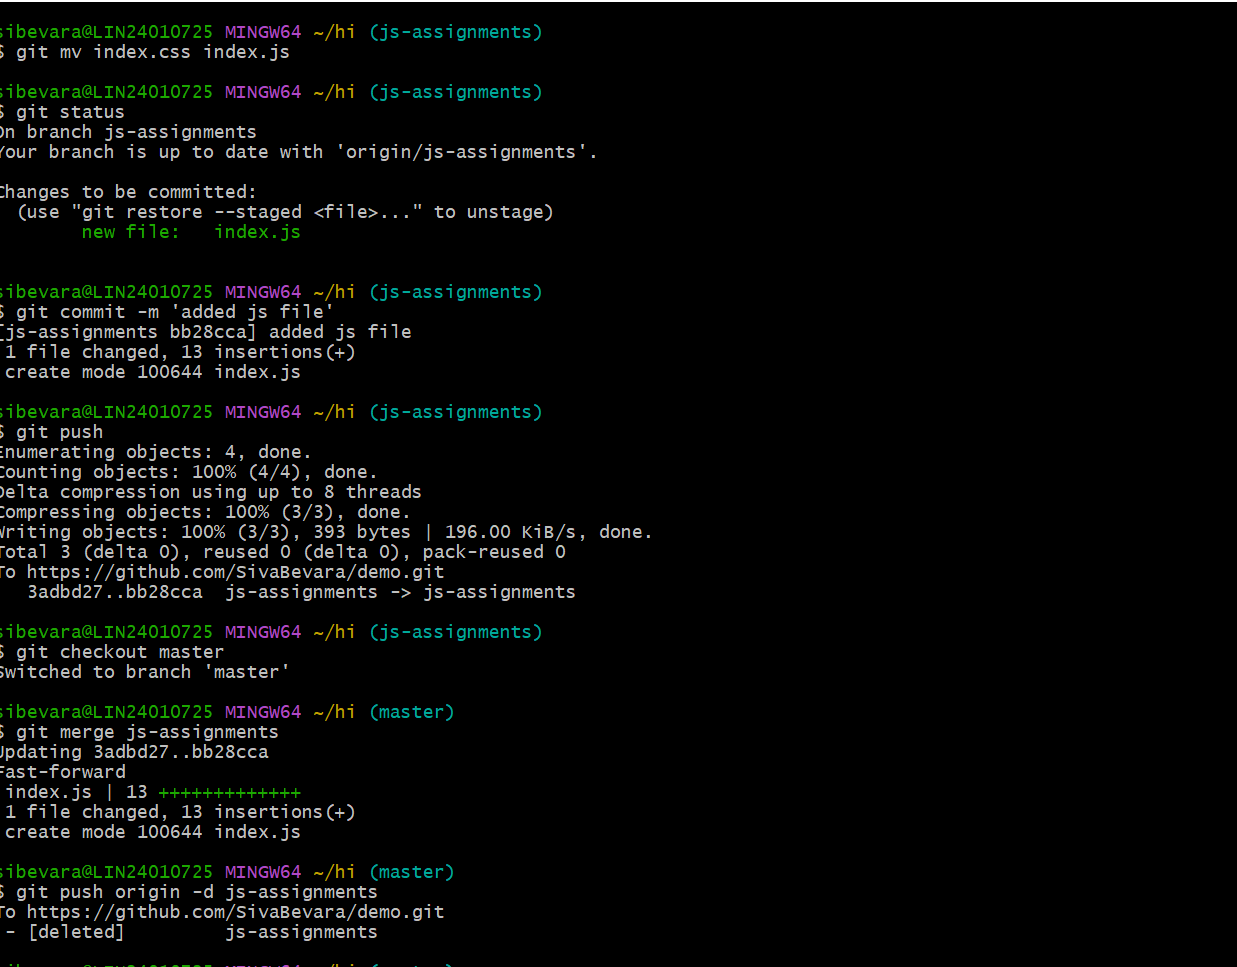 sibevara@LIN24010725 MINGW64 ~/hi (js-assignments)
$ git mv index.css index.js
sibevara@LIN24010725 MINGW64 ~/hi (js-assignments)
$ git status
On branch js-assignments
Your branch is up to date with 'origin/js-assignments'.
Changes to be committed:
(use "git restore --staged <file>..." to unstage)
new file:   index.js
sibevara@LIN24010725 MINGW64 ~/hi (js-assignments)
$ git commit -m 'added js file'
[js-assignments bb28cca] added js file
1 file changed, 13 insertions(+)
create mode 100644 index.js
sibevara@LIN24010725 MINGW64 ~/hi (js-assignments)
$ git push
Enumerating objects: 4, done.
Counting objects: 100% (4/4), done.
Delta compression using up to 8 threads
Compressing objects: 100% (3/3), done.
Writing objects: 100% (3/3), 393 bytes | 196.00 KiB/s, done.
Total 3 (delta 0), reused 0 (delta 0), pack-reused 0
To https://github.com/SivaBevara/demo.git
3adbd27..bb28cca  js-assignments -> js-assignments
sibevara@LIN24010725 MINGW64 ~/hi (js-assignments)
$ git checkout master
Switched to branch 'master'
sibevara@LIN24010725 MINGW64 ~/hi (master)
$ git merge js-assignments
Updating 3adbd27..bb28cca
Fast-forward
index.js | 13 +++++++++++++
1 file changed, 13 insertions(+)
create mode 100644 index.js
sibevara@LIN24010725 MINGW64 ~/hi (master)
$ git push origin -d js-assignments
To https://github.com/SivaBevara/demo.git
- [deleted]         js-assignments